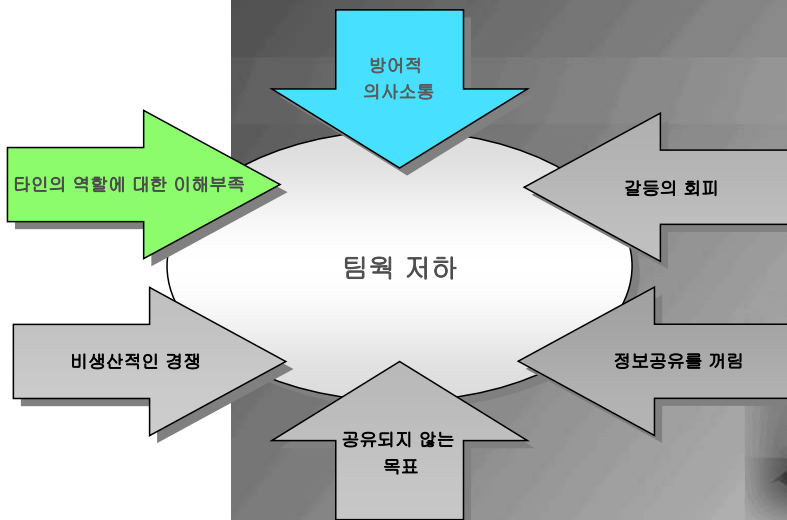 방어적
의사소통
타인의 역할에 대한 이해부족
갈등의 회피
팀웍 저하
비생산적인 경쟁
정보공유를 꺼림
공유되지 않는
목표